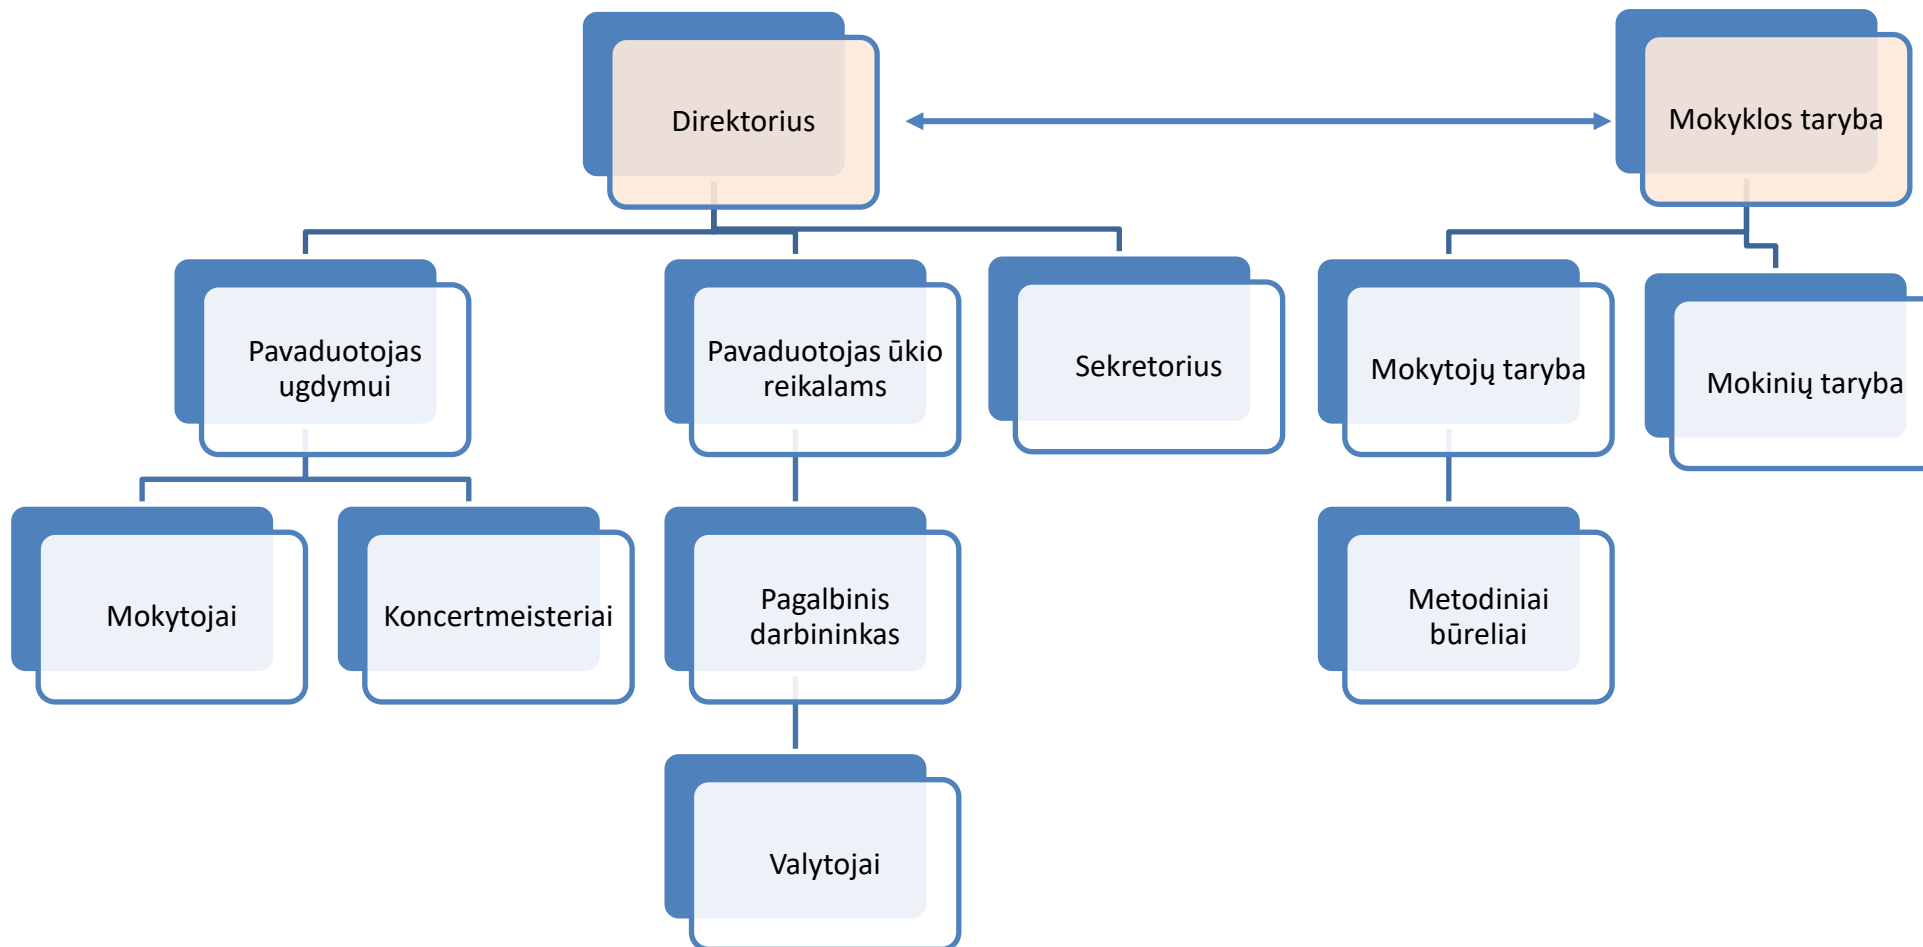 Direktorius
Mokyklos taryba
Pavaduotojas
ugdymui
Pavaduotojas ūkio
reikalams
Sekretorius
Mokytojų taryba
Mokinių taryba
Mokytojai
Koncertmeisteriai
Pagalbinis
darbininkas
Metodiniai
būreliai
Valytojai